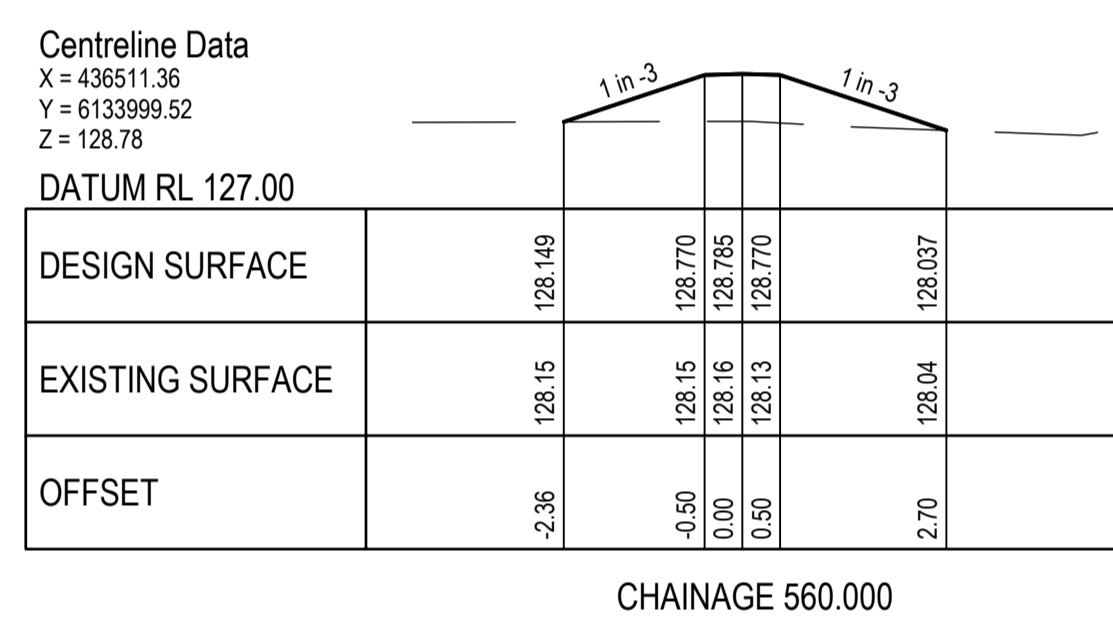 Centreline Data
X = 436511.36
Y = 6133999.52
Z = 128.78
1 in -3
1 in -3
DATUM RL 127.00
DESIGN SURFACE 128.149 128.770 128.785 128.770 128.037
EXISTING SURFACE 128.15 128.15 128.16 128.13 128.04
OFFSET -2.36 -0.50 0.00 0.50 2.70
CHAINAGE 560.000